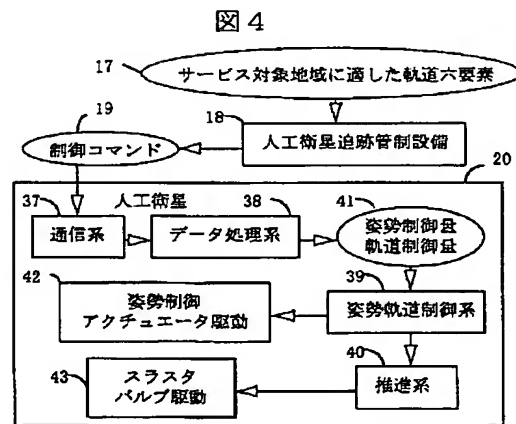 図4
17
サービス対象地域に適した軌道六要素
19
18
制御コマンド
人工衛星追跡管制設備
20
人工衛星
37
通信系
38
データ処理系
41
姿勢制御量
軌道制御量
42
姿勢制御
アクチュエータ駆動
39
姿勢軌道制御系
43
スラスタ
バルブ駆動
40
推進系